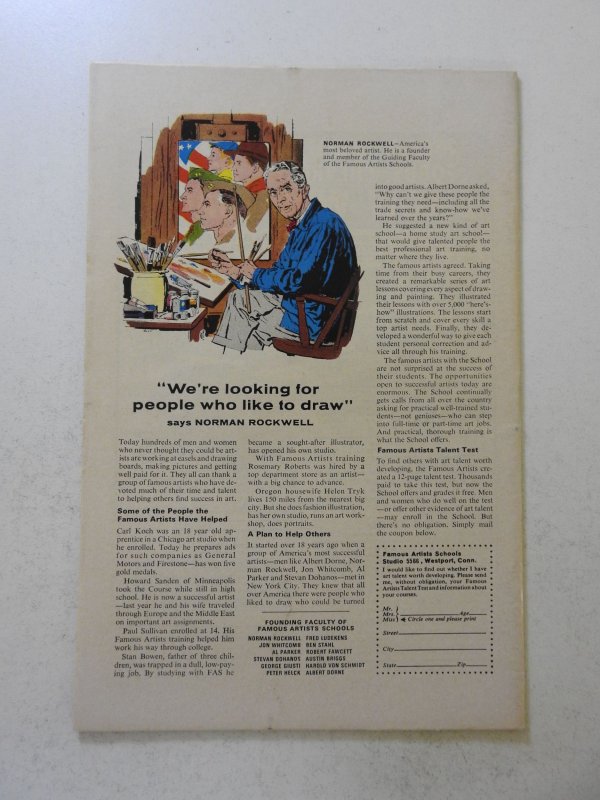 NORMAN ROCKWELL—America's
most beloved artist. He is a founder
and member of the Guiding Faculty
of the Famous Artists Schools.
"We're looking for
people who like to draw"
says NORMAN ROCKWELL
Today hundreds of men and women
who never thought they could be art-
ists are working at easels and drawing
boards, making pictures and getting
well paid for it. They all can thank a
group of famous artists who have de-
voted much of their time and talent
to helping others find success in art.
Some of the People the
Famous Artists Have Helped
Carl Koch was an 18 year old ap-
prentice in a Chicago art studio when
he enrolled. Today he prepares ads
for such companies as General
Motors and Firestone—has won five
gold medals.
Howard Sanden of Minneapolis
took the Course while still in high
school. He is now a successful artist
—last year he and his wife traveled
through Europe and the Middle East
on important art assignments.
Paul Sullivan enrolled at 14. His
Famous Artists training helped him
work his way through college.
Stan Bowen, father of three chil-
dren, was trapped in a dull, low-pay-
ing job. By studying with FAS he
became a sought-after illustrator,
has opened his own studio.
With Famous Artists training
Rosemary Roberts was hired by a
top department store as an artist—
with a big chance to advance.
Oregon housewife Helen Tryk
lives 150 miles from the nearest big
city. But she does fashion illustration,
has her own studio, runs an art work-
shop, does portraits.
A Plan to Help Others
It started over 18 years ago when a
group of America's most successful
artists—men like Albert Dorne, Nor-
man Rockwell, Jon Whitcomb, Al
Parker and Stevan Dohanos—met in
New York City. They knew that all
over America there were people who
liked to draw who could be turned
into good artists. Albert Dorne asked,
"Why can't we give these people the
training they need—including all the
trade secrets and know-how we've
learned over the years?"
He suggested a new kind of art
school—a home study art school—
that would give talented people the
best professional art training, no
matter where they live.
The famous artists agreed. Taking
time from their busy careers, they
created a remarkable series of art
lessons covering every aspect of draw-
ing and painting. They illustrated
their lessons with over 5,000 "here's-
how" illustrations. The lessons start
from scratch and cover every skill a
top artist needs. Finally, they de-
veloped a wonderful way to give each
student personal correction and ad-
vice all through his training.
The famous artists with the School
are not surprised at the success of
their students. The opportunities
open to successful artists today are
enormous. The School continually
gets calls from all over the country
asking for practical well-trained stu-
dents—not geniuses—who can step
into full-time or part-time art jobs.
And practical, thorough training is
what the School offers.
Famous Artists Talent Test
To find others with art talent worth
developing, the Famous Artists cre-
ated a 12-page talent test. Thousands
paid to take this test, but now the
School offers and grades it free. Men
and women who do well on the test
—or offer other evidence of art talent
—may enroll in the School. But
there's no obligation. Simply mail
the coupon below.
FOUNDING FACULTY OF
FAMOUS ARTISTS SCHOOLS
NORMAN ROCKWELL FRED LUDEKENS
JON WHITCOMB BEN STAHL
AL PARKER ROBERT FAWCETT
STEVAN DOHANOS AUSTIN BRIGGS
GEORGE GIUSTI HAROLD VON SCHMIDT
PETER HELCK ALBERT DORNE
Famous Artists Schools
Studio 5566, Westport, Conn.
I would like to find out whether I have
art talent worth developing. Please send
me, without obligation, your Famous
Artists Talent Test and information about
your courses.
Mr.
Mrs. Age
Miss Circle one and please print
Street
City
State Zip